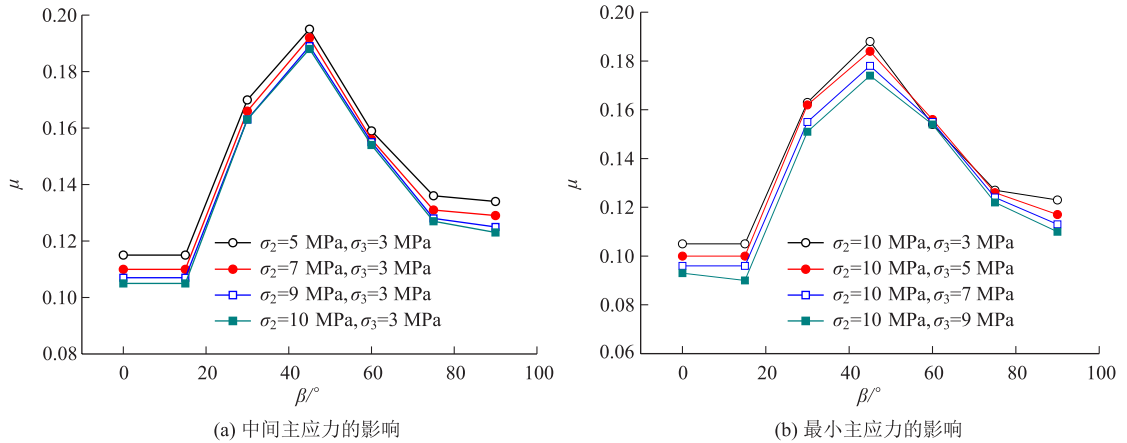 0.20
0.18
0.16
0.14
0.12
0.10
0.08
μ
σ2=5 MPa, σ3=3 MPa
σ2=7 MPa, σ3=3 MPa
σ2=9 MPa, σ3=3 MPa
σ2=10 MPa, σ3=3 MPa
0 20 40 60 80 100
β/°
(a) 中间主应力的影响
0.20
0.18
0.16
0.14
0.12
0.10
0.08
0.06
μ
σ2=10 MPa, σ3=3 MPa
σ2=10 MPa, σ3=5 MPa
σ2=10 MPa, σ3=7 MPa
σ2=10 MPa, σ3=9 MPa
0 20 40 60 80 100
β/°
(b) 最小主应力的影响